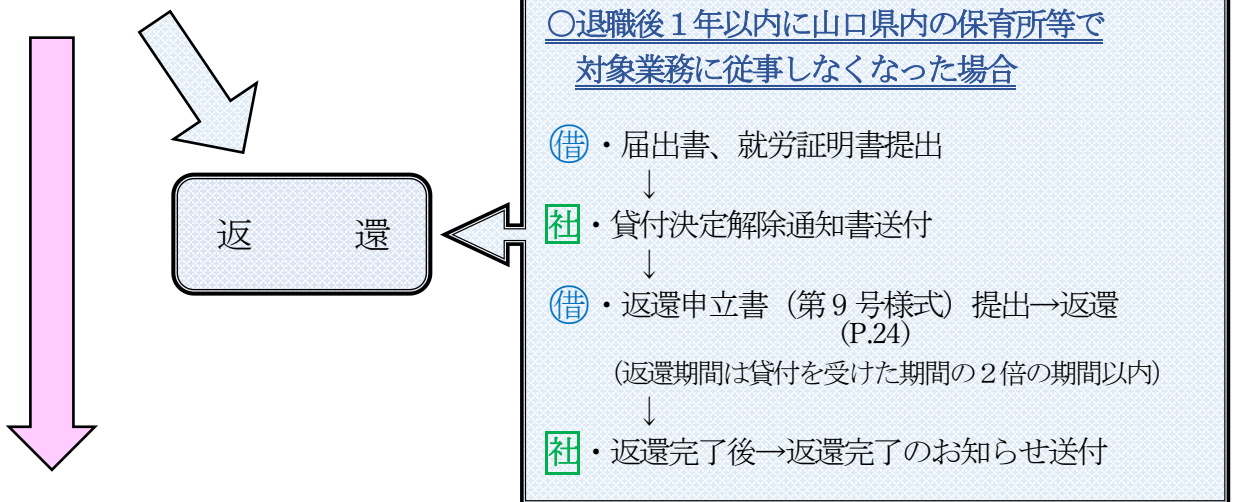 ○退職後１年以内に山口県内の保育所等で
対象業務に従事しなくなった場合
借・届出書、就労証明書提出
↓
社・貸付決定解除通知書送付
↓
借・返還申立書（第９号様式）提出→返還
(P.24)
（返還期間は貸付を受けた期間の２倍の期間以内）
↓
社・返還完了後→返還完了のお知らせ送付
返　　還